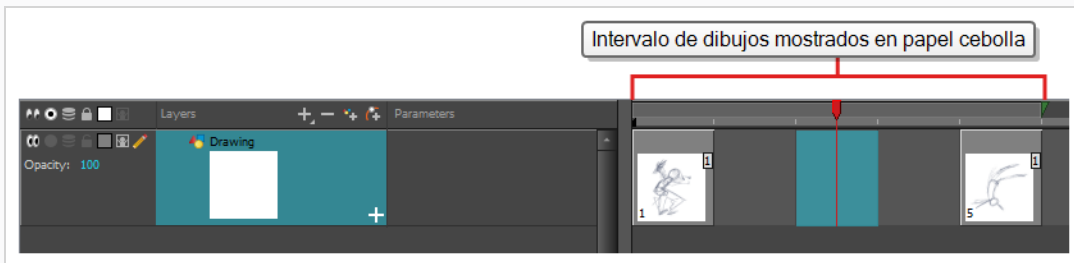 Intervalo de dibujos mostrados en papel cebolla
Layers
Parameters
Drawing
Opacity: 100
1
1
1
5